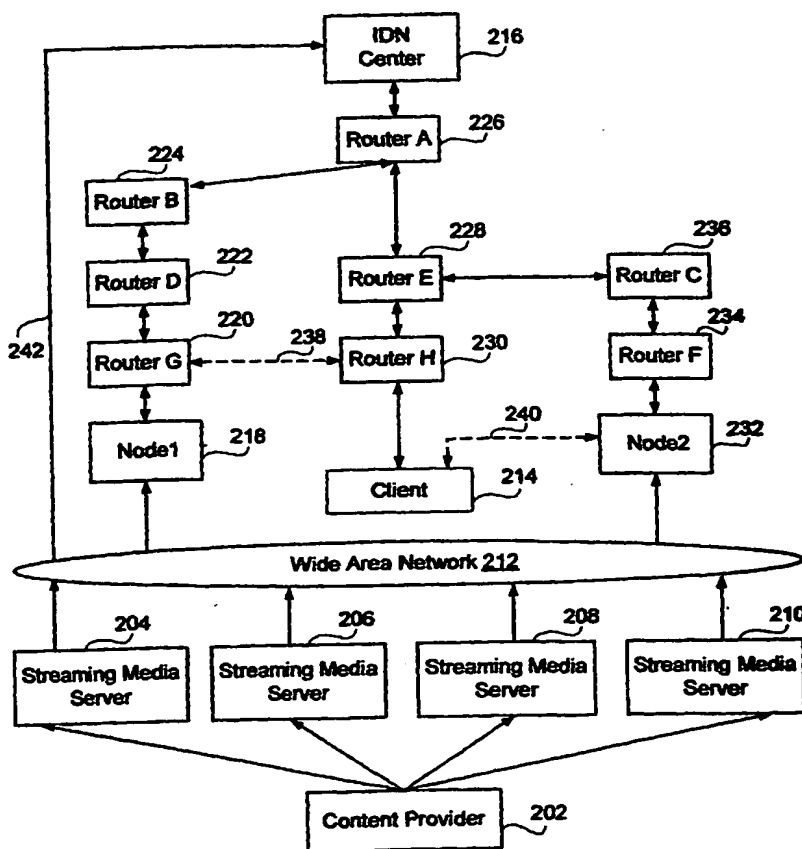 IDN
Center
216
Router A
226
224
Router B
228
236
Router D
222
Router E
Router C
220
238
234
242
Router G
Router H
230
Router F
240
Node1
218
Node2
232
Client
214
Wide Area Network 212
204
206
208
210
Streaming Media
Server
Streaming Media
Server
Streaming Media
Server
Streaming Media
Server
Content Provider
202